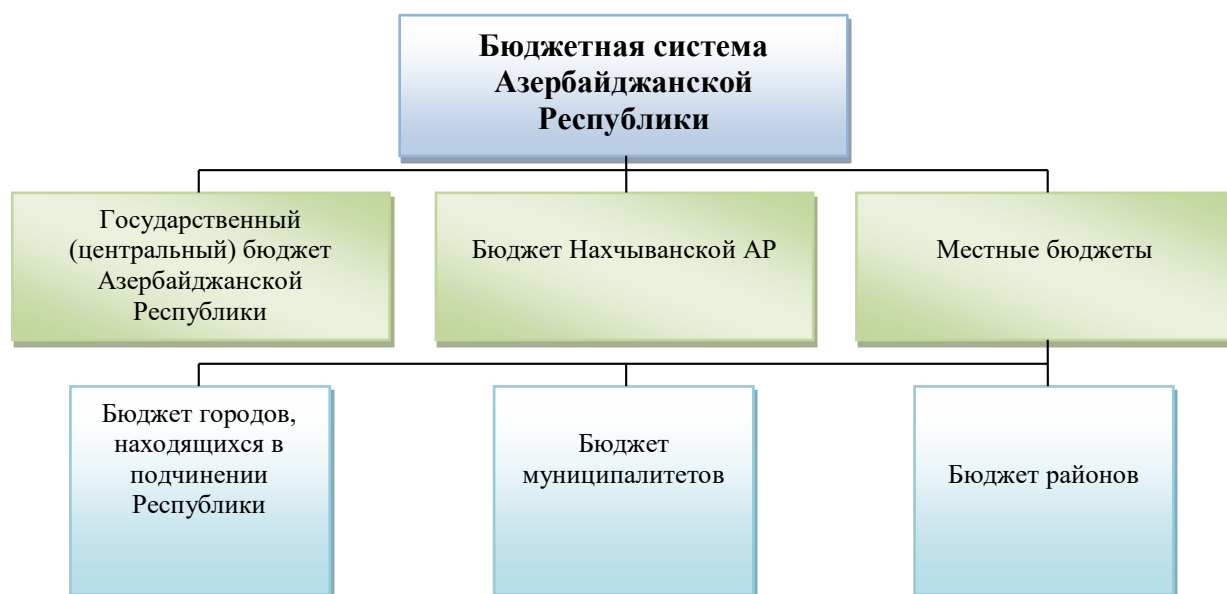 Бюджетная система
Азербайджанской
Республики
Государственный
(центральный) бюджет
Азербайджанской
Республики
Бюджет Нахчыванской АР
Местные бюджеты
Бюджет городов,
находящихся в
подчинении
Республики
Бюджет
муниципалитетов
Бюджет районов